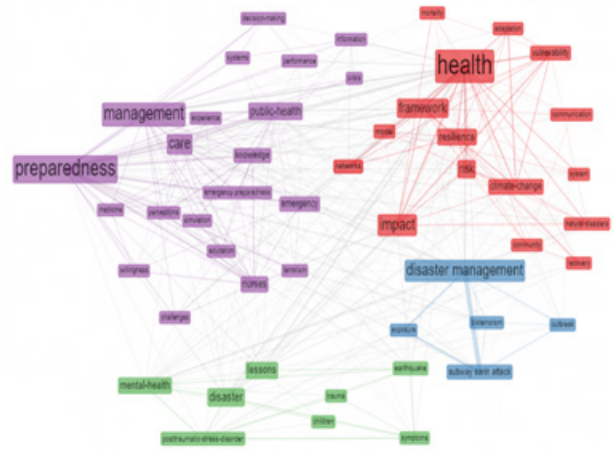 decision-making
mortality
information
adaptation
systems
performance
vulnerability
crisis
health
management
experience
public-health
framework
communication
care
model
resilience
knowledge
networks
risk
system
preparedness
climate-change
emergency preparedness
medicine
perceptions
simulation
emergency
impact
natural disasters
education
community
recovery
willingness
terrorism
disaster management
nurses
challenges
exposure
bioterrorism
outbreak
lessons
earthquake
subway sarin attack
mental-health
disaster
trauma
children
posttraumatic-stress-disorder
symptoms